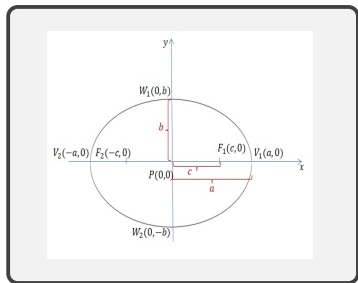 y
W₁(0,b)
b
V₂(−a,0) F₂(−c,0) F₁(c,0) V₁(a,0)
x
P(0,0) c
a
W₂(0,−b)